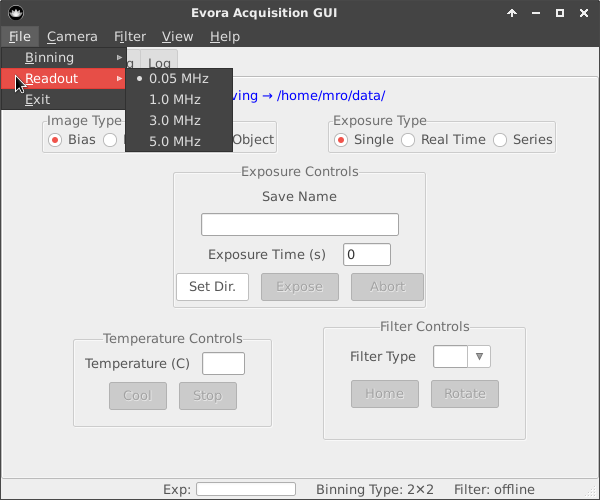 Evora Acquisition GUI
File Camera Filter View Help
Binning
Readout
Exit
0.05 MHz
1.0 MHz
3.0 MHz
5.0 MHz
Log
→ /home/mro/data/
Image Type
Bias
Object
Exposure Type
Single Real Time Series
Exposure Controls
Save Name
Exposure Time (s) 0
Set Dir. Expose Abort
Temperature Controls
Temperature (C)
Cool Stop
Filter Controls
Filter Type
Home Rotate
Exp: Binning Type: 2×2 Filter: offline